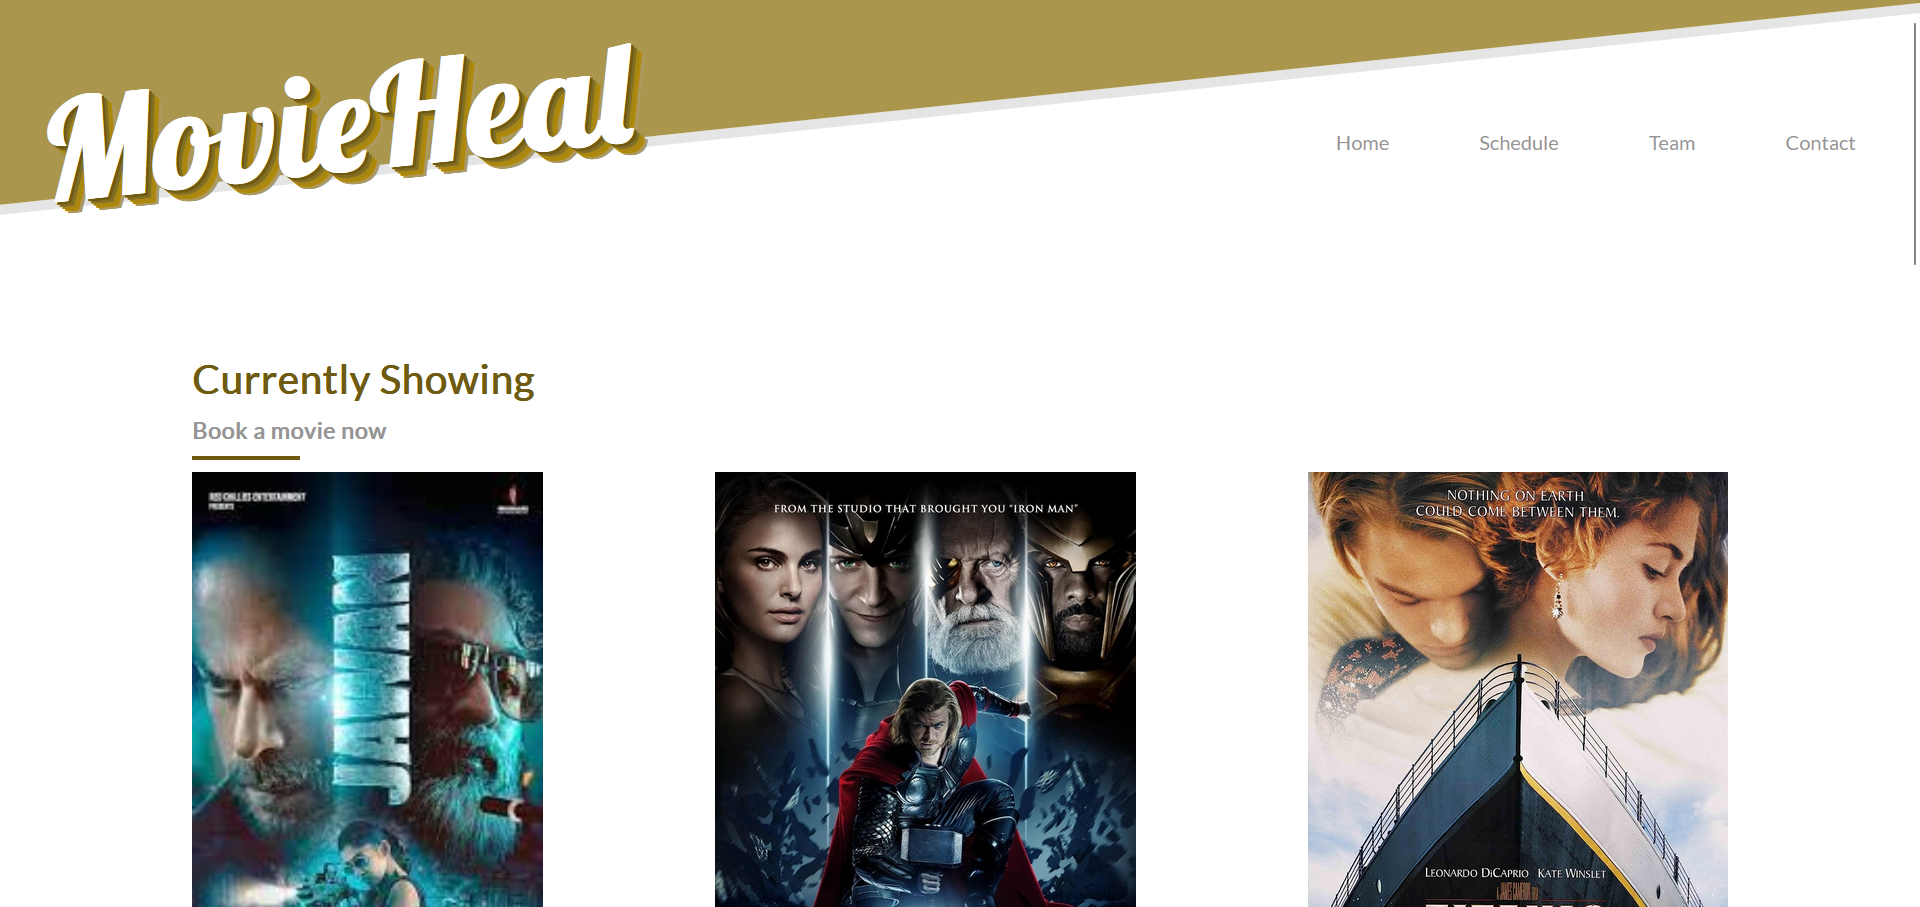 MovieHeal
Home
Schedule
Team
Contact
Currently Showing
Book a movie now
RED CHILLIES ENTERTAINMENT
PRESENTS
JAWAN
FROM THE STUDIO THAT BROUGHT YOU “IRON MAN”
NOTHING ON EARTH
COULD COME BETWEEN THEM.
LEONARDO DICAPRIO KATE WINSLET
A JAMES CAMERON FILM